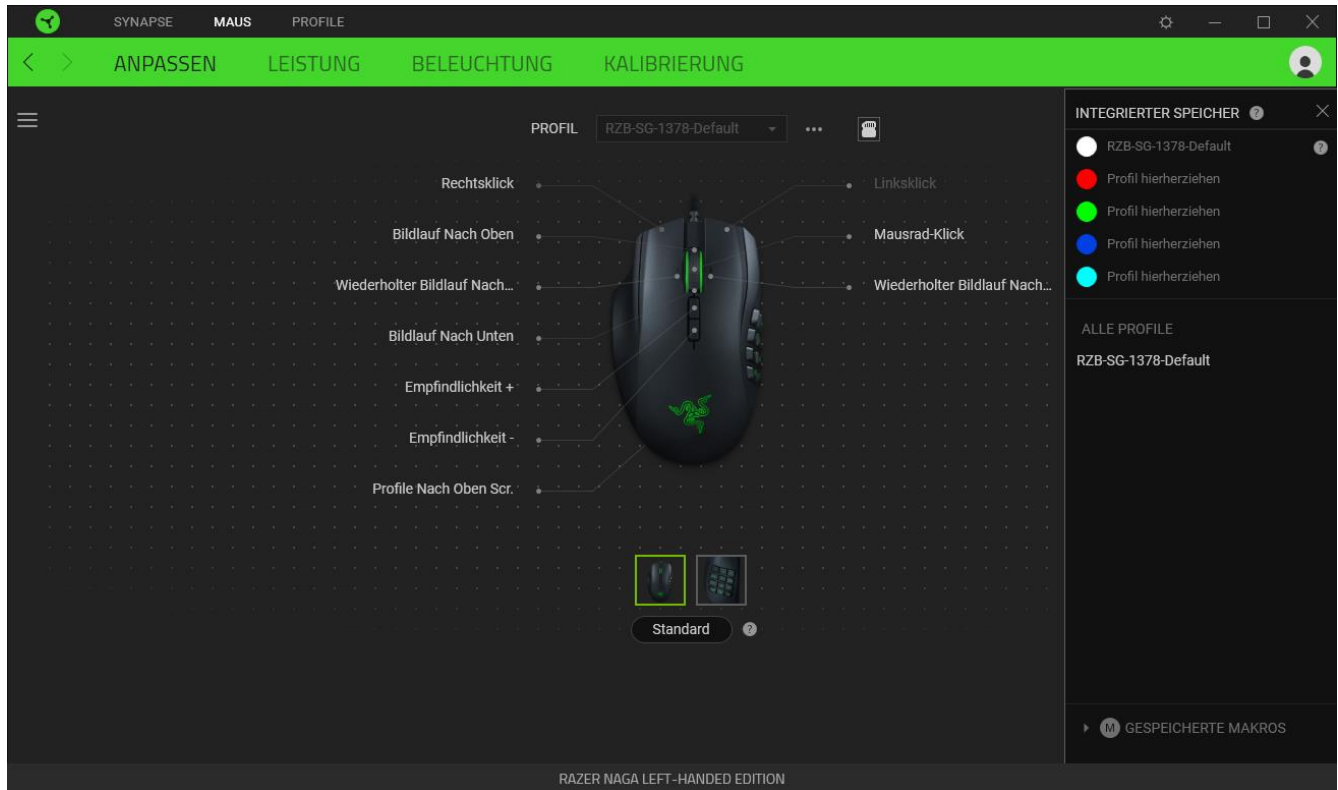 SYNAPSE MAUS PROFILE
ANPASSEN LEISTUNG BELEUCHTUNG KALIBRIERUNG
PROFIL RZB-SG-1378-Default
Rechtsklick
Linksklick
Bildlauf Nach Oben
Mausrad-Klick
Wiederholter Bildlauf Nach...
Wiederholter Bildlauf Nach...
Bildlauf Nach Unten
Empfindlichkeit +
Empfindlichkeit -
Profile Nach Oben Scr.
Standard ?
INTEGRIERTER SPEICHER ?
RZB-SG-1378-Default ?
Profil hierherziehen
Profil hierherziehen
Profil hierherziehen
Profil hierherziehen
ALLE PROFILE
RZB-SG-1378-Default
M GESPEICHERTE MAKROS
RAZER NAGA LEFT-HANDED EDITION